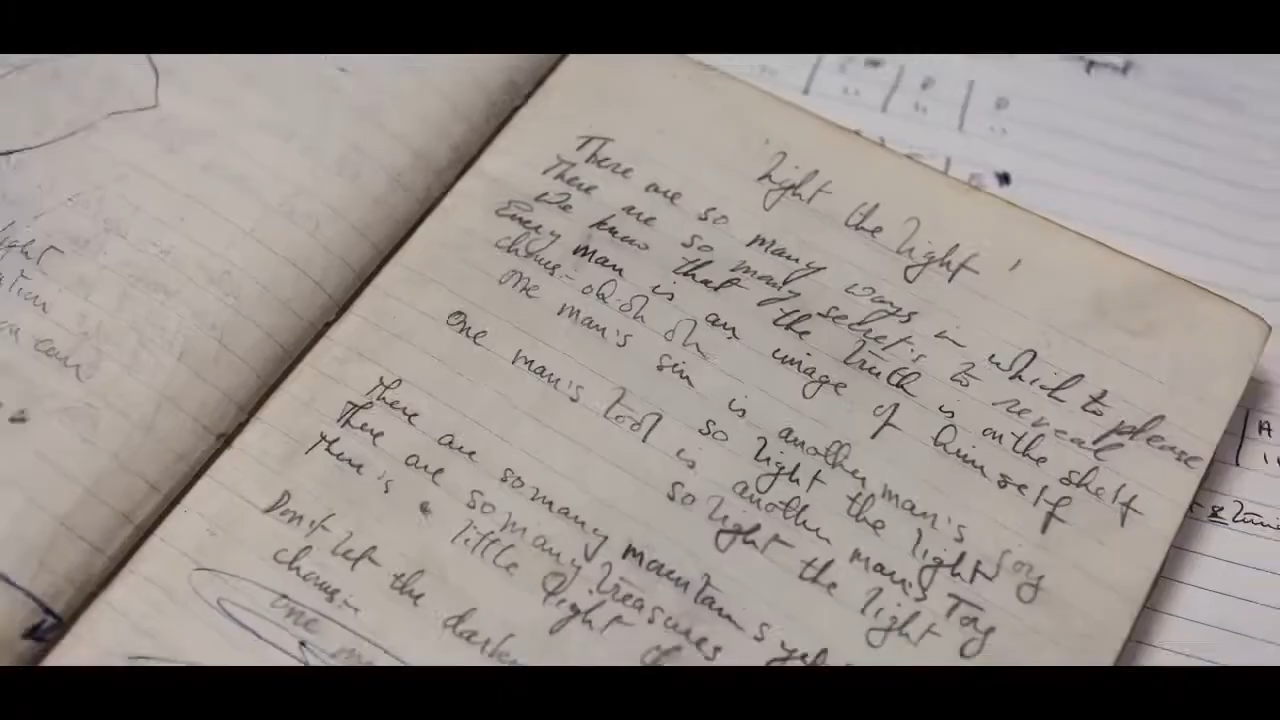 'Light the Light'
There are so many ways in which to please
There are so many secret's to reveal
We know that the truth is on the shelf
Every man is an image of himself
chorus- oh-oh oh
One man's sin is another man's joy
so light the light
One man's tool is another man's Toy
so light the light
There are so many mountains
There are so many treasures
There's a little light
Don't let the
chorus
one
light